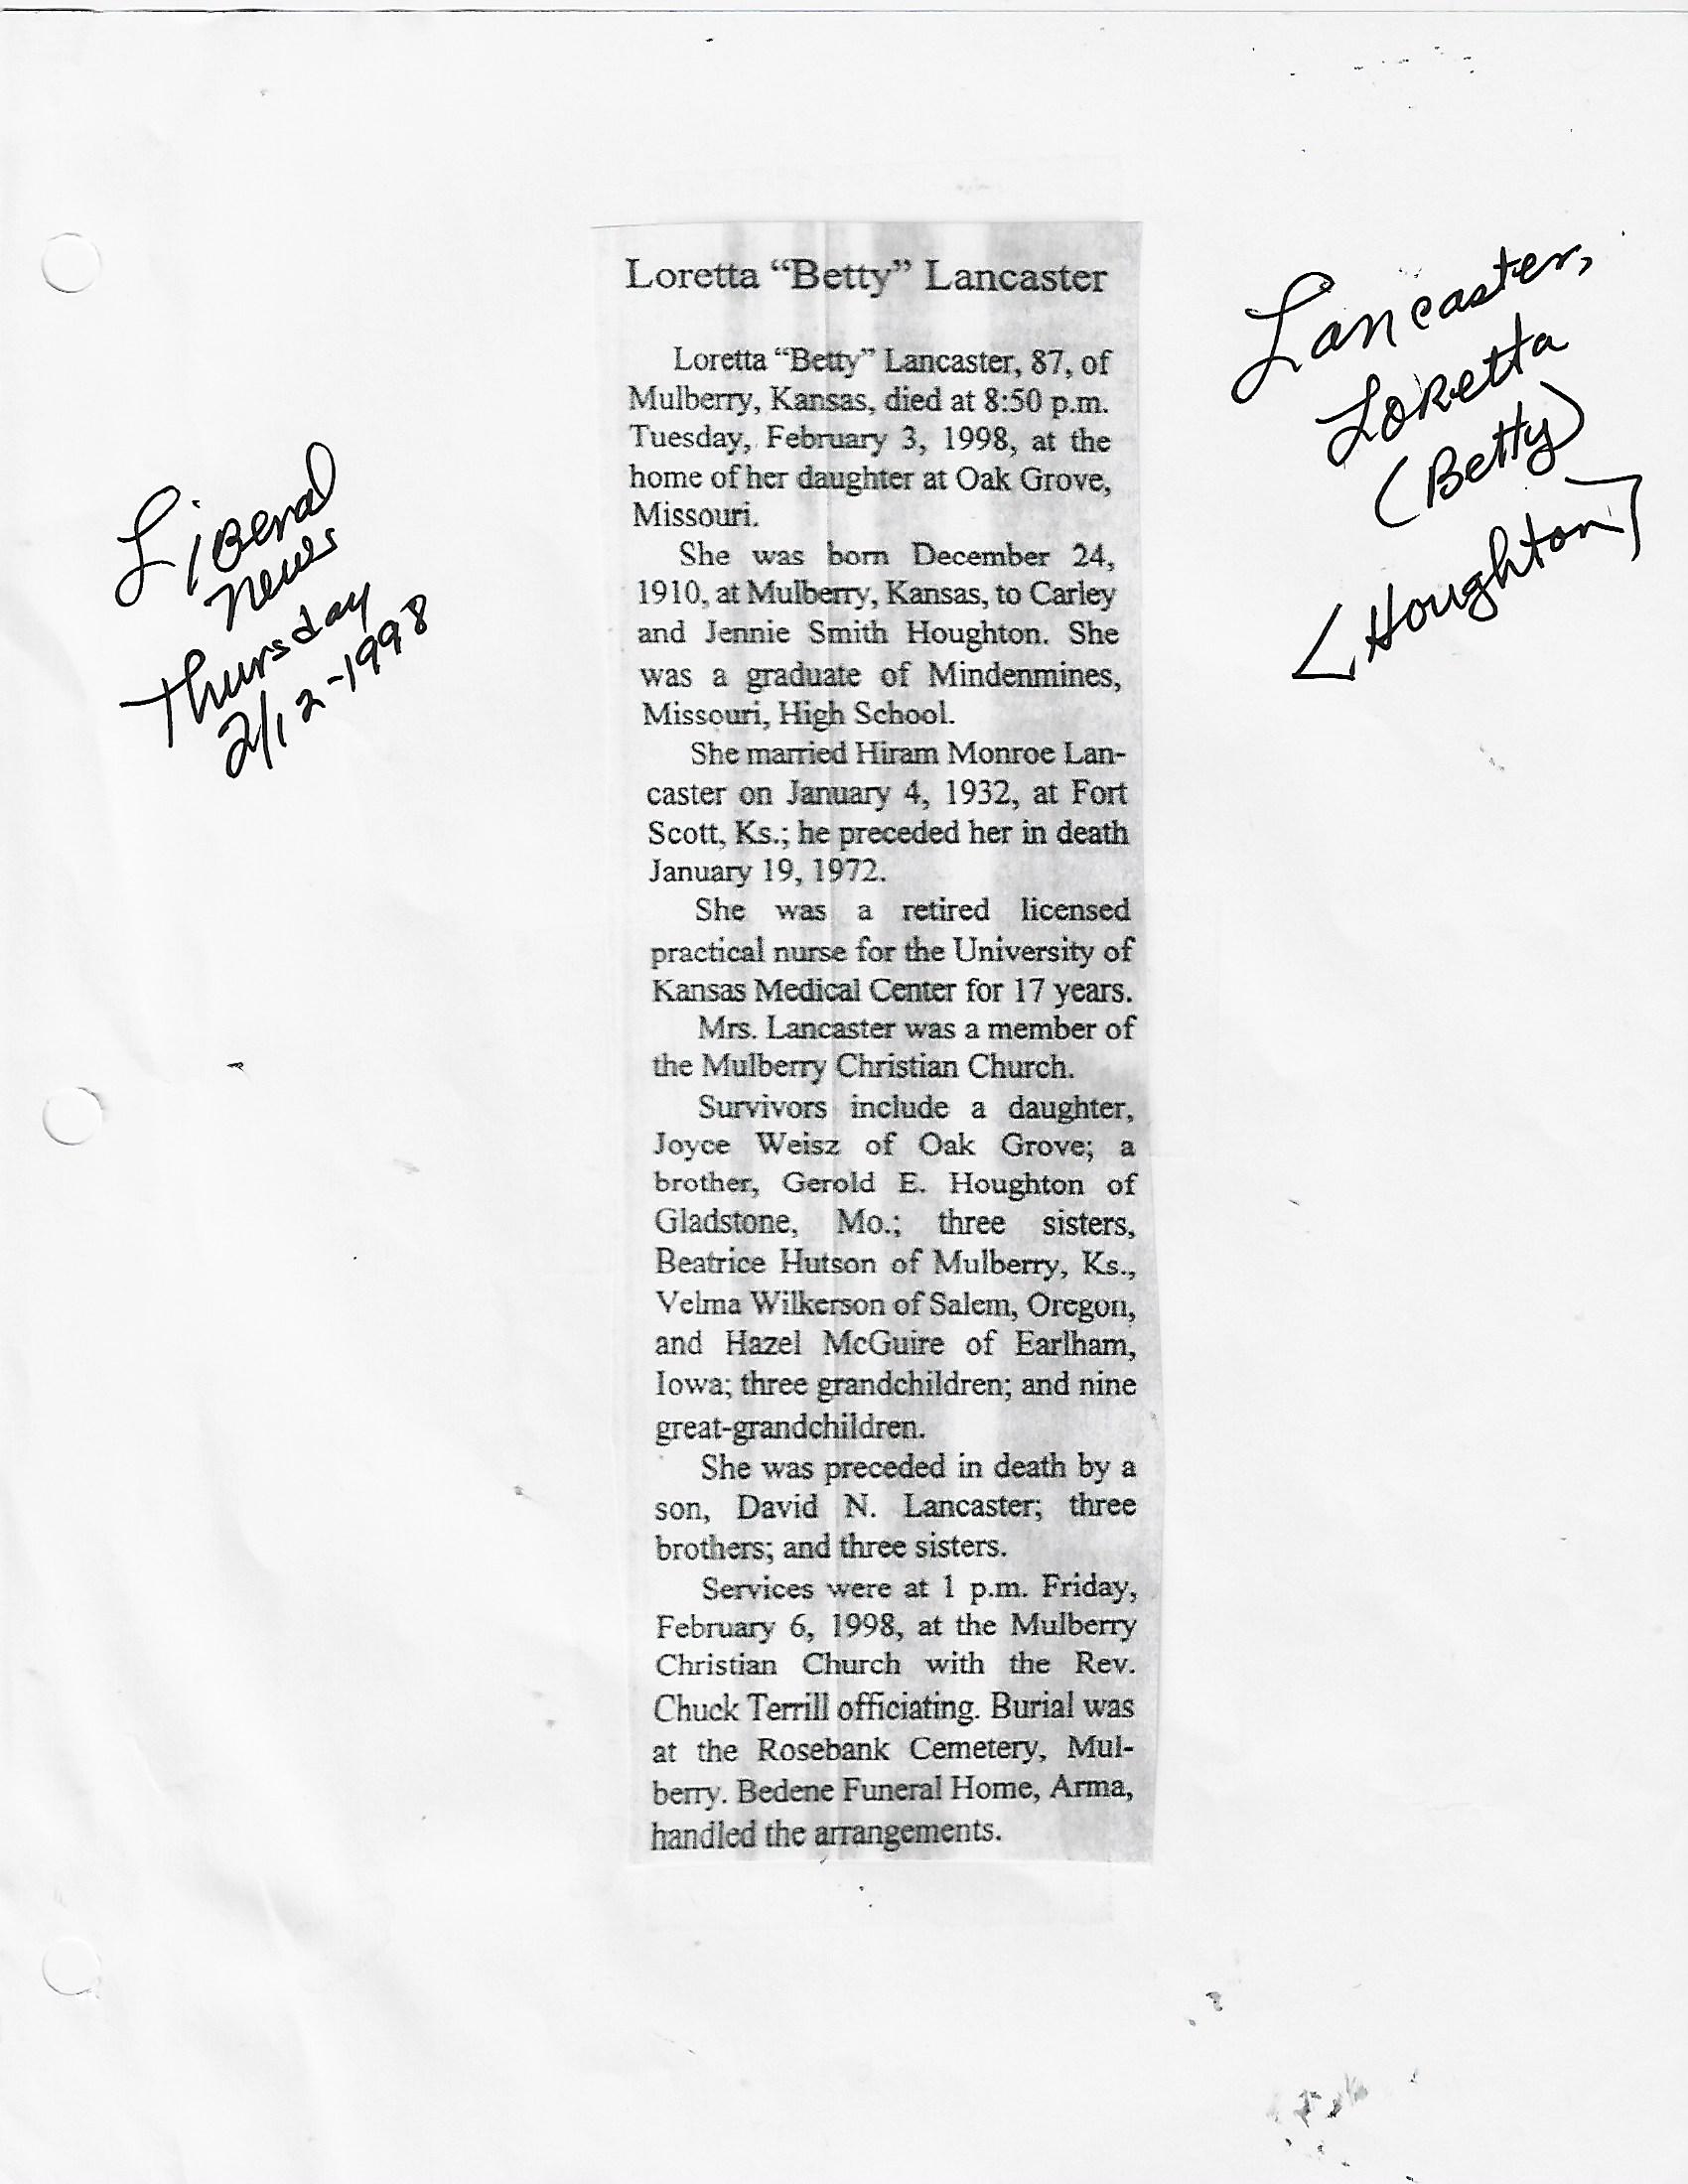 Loretta “Betty” Lancaster
Loretta “Betty” Lancaster, 87, of
Mulberry, Kansas, died at 8:50 p.m.
Tuesday, February 3, 1998, at the
home of her daughter at Oak Grove,
Missouri.
She was born December 24,
1910, at Mulberry, Kansas, to Carley
and Jennie Smith Houghton. She
was a graduate of Mindenmines,
Missouri, High School.
She married Hiram Monroe Lan-
caster on January 4, 1932, at Fort
Scott, Ks.; he preceded her in death
January 19, 1972.
She was a retired licensed
practical nurse for the University of
Kansas Medical Center for 17 years.
Mrs. Lancaster was a member of
the Mulberry Christian Church.
Survivors include a daughter,
Joyce Weisz of Oak Grove; a
brother, Gerold E. Houghton of
Gladstone, Mo.; three sisters,
Beatrice Hutson of Mulberry, Ks.,
Velma Wilkerson of Salem, Oregon,
and Hazel McGuire of Earlham,
Iowa; three grandchildren; and nine
great-grandchildren.
She was preceded in death by a
son, David N. Lancaster; three
brothers; and three sisters.
Services were at 1 p.m. Friday,
February 6, 1998, at the Mulberry
Christian Church with the Rev.
Chuck Terrill officiating. Burial was
at the Rosebank Cemetery, Mul-
berry. Bedene Funeral Home, Arma,
handled the arrangements.
Liberal
News
Thursday
2/12-1998
Lancaster,
Loretta
(Betty)
[Houghton]